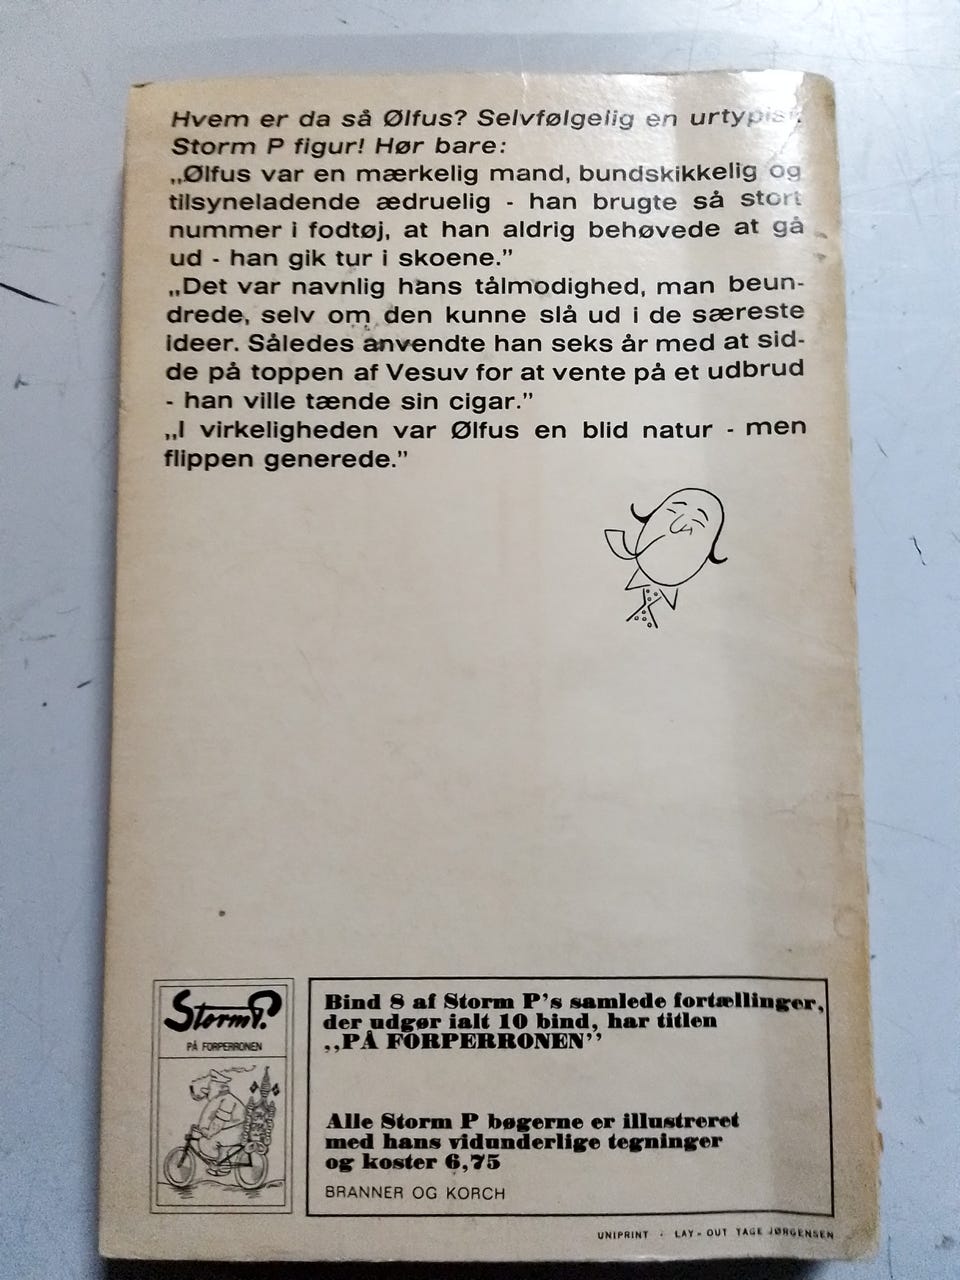 Hvem er da så Ølfus? Selvfølgelig en urtypisk
Storm P figur! Hør bare:
„Ølfus var en mærkelig mand, bundskikkelig og
tilsyneladende ædruelig - han brugte så stort
nummer i fodtøj, at han aldrig behøvede at gå
ud - han gik tur i skoene.”
„Det var navnlig hans tålmodighed, man beun-
drede, selv om den kunne slå ud i de særeste
ideer. Således anvendte han seks år med at sid-
de på toppen af Vesuv for at vente på et udbrud
- han ville tænde sin cigar.”
„I virkeligheden var Ølfus en blid natur - men
flippen generede.”
Storm P.
PÅ FORPERRONEN
Bind 8 af Storm P's samlede fortællinger,
der udgør ialt 10 bind, har titlen
„PÅ FORPERRONEN”
Alle Storm P bøgerne er illustreret
med hans vidunderlige tegninger
og koster 6,75
BRANNER OG KORCH
UNIPRINT · LAY-OUT TAGE JØRGENSEN